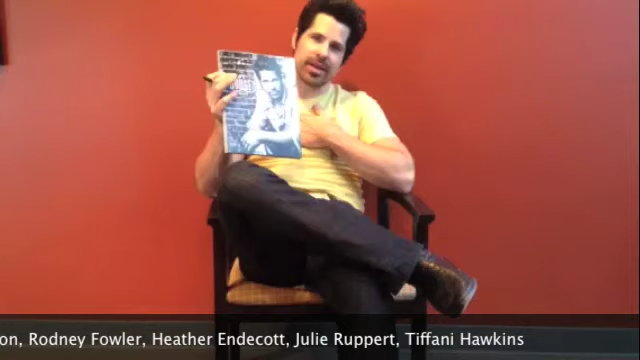 on, Rodney Fowler, Heather Endecott, Julie Ruppert, Tiffani Hawkins